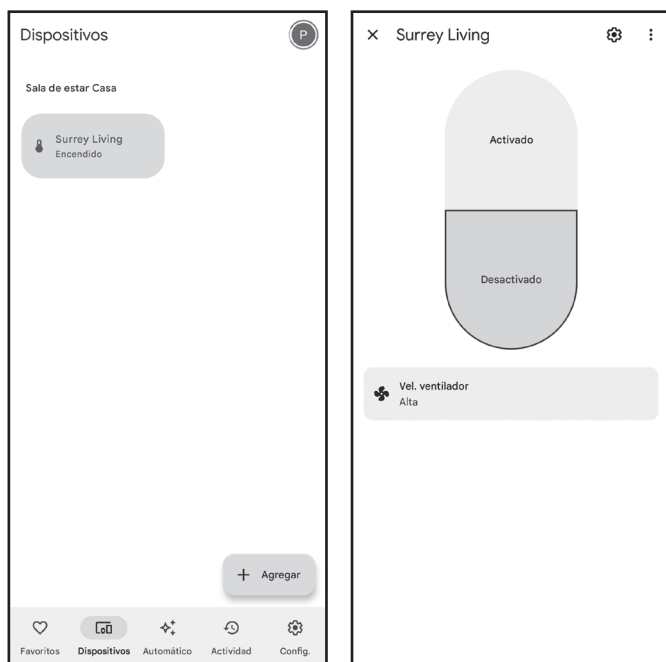 Dispositivos
P
Sala de estar Casa
Surrey Living
Encendido
Agregar
Favoritos
Dispositivos
Automático
Actividad
Config.
Surrey Living
Activado
Desactivado
Vel. ventilador
Alta